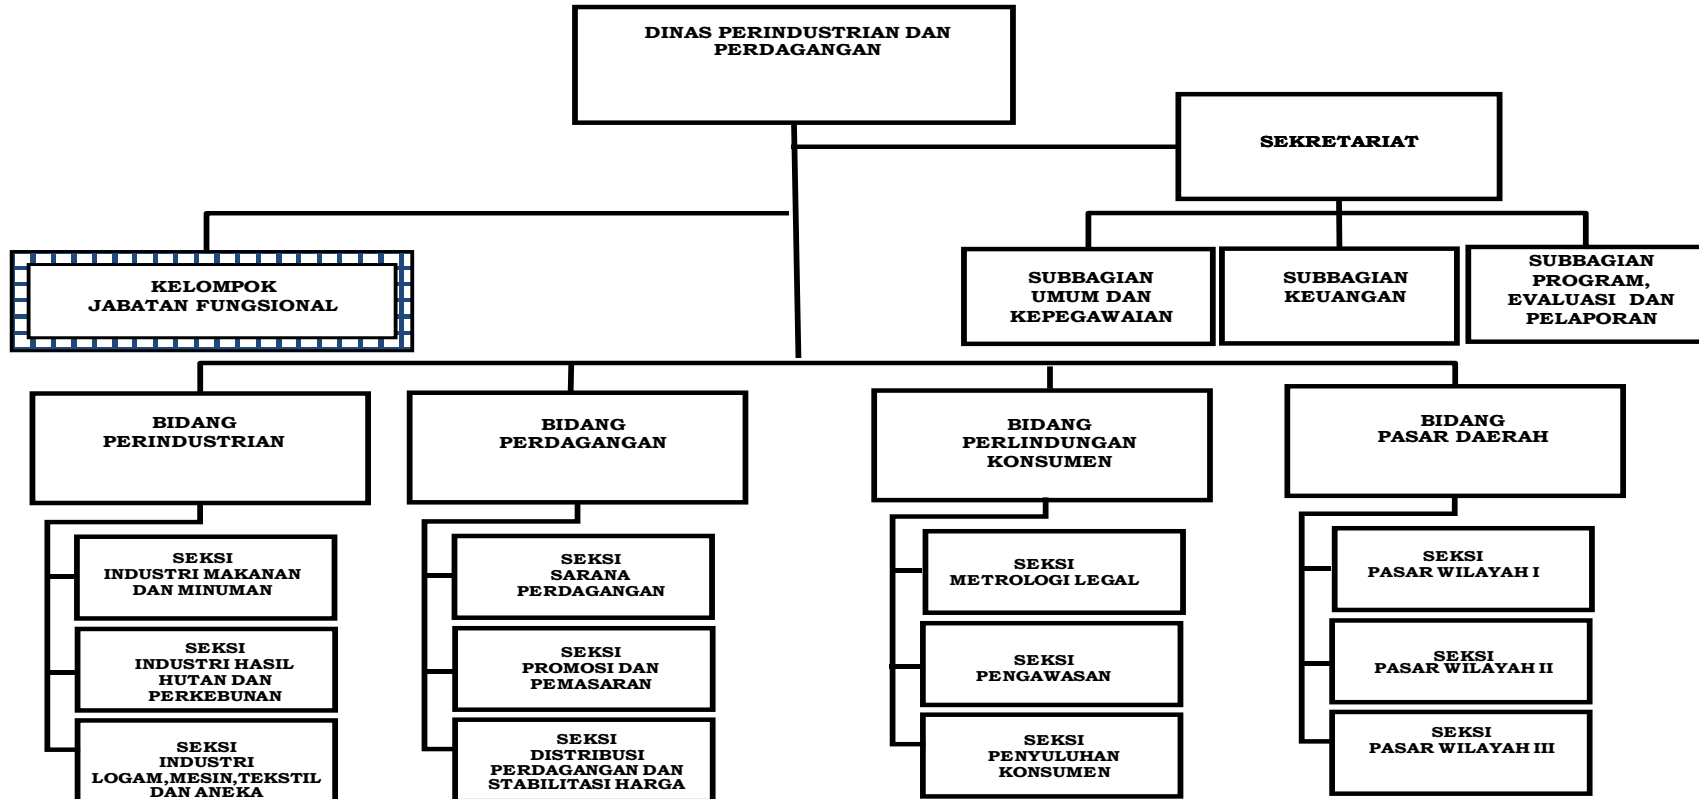 DINAS PERINDUSTRIAN DAN
PERDAGANGAN
SEKRETARIAT
KELOMPOK
JABATAN FUNGSIONAL
SUBBAGIAN
UMUM DAN
KEPEGAWAIAN
SUBBAGIAN
KEUANGAN
SUBBAGIAN
PROGRAM,
EVALUASI DAN
PELAPORAN
BIDANG
PERINDUSTRIAN
BIDANG
PERDAGANGAN
BIDANG
PERLINDUNGAN
KONSUMEN
BIDANG
PASAR DAERAH
SEKSI
INDUSTRI MAKANAN
DAN MINUMAN
SEKSI
INDUSTRI HASIL
HUTAN DAN
PERKEBUNAN
SEKSI
INDUSTRI
LOGAM,MESIN,TEKSTIL
DAN ANEKA
SEKSI
SARANA
PERDAGANGAN
SEKSI
PROMOSI DAN
PEMASARAN
SEKSI
DISTRIBUSI
PERDAGANGAN DAN
STABILITASI HARGA
SEKSI
METROLOGI LEGAL
SEKSI
PENGAWASAN
SEKSI
PENYULUHAN
KONSUMEN
SEKSI
PASAR WILAYAH I
SEKSI
PASAR WILAYAH II
SEKSI
PASAR WILAYAH III